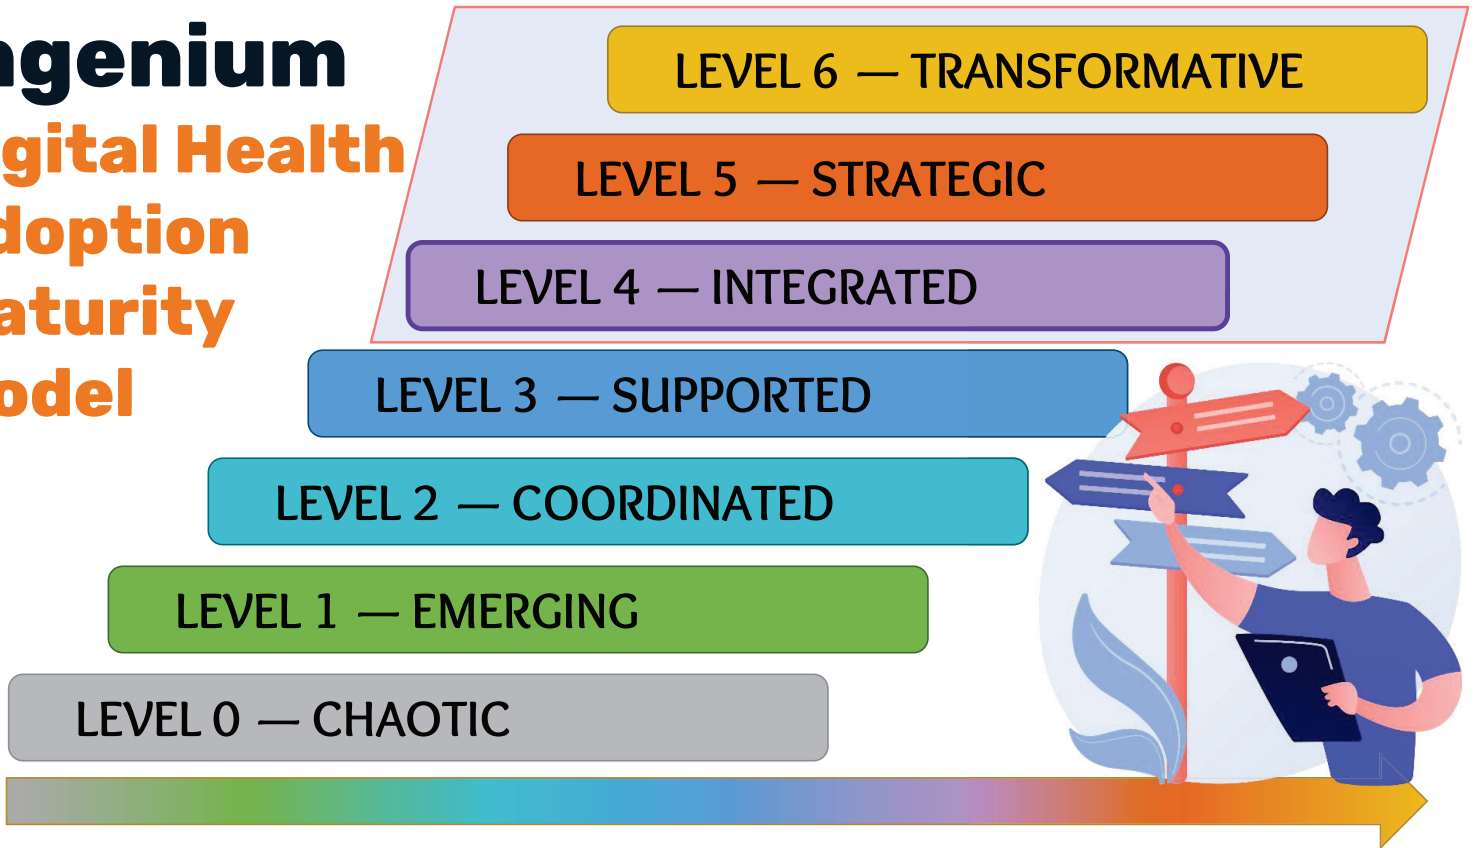 ngenium
gital Health
doption
aturity
odel
LEVEL 6 — TRANSFORMATIVE
LEVEL 5 — STRATEGIC
LEVEL 4 — INTEGRATED
LEVEL 3 — SUPPORTED
LEVEL 2 — COORDINATED
LEVEL 1 — EMERGING
LEVEL 0 — CHAOTIC